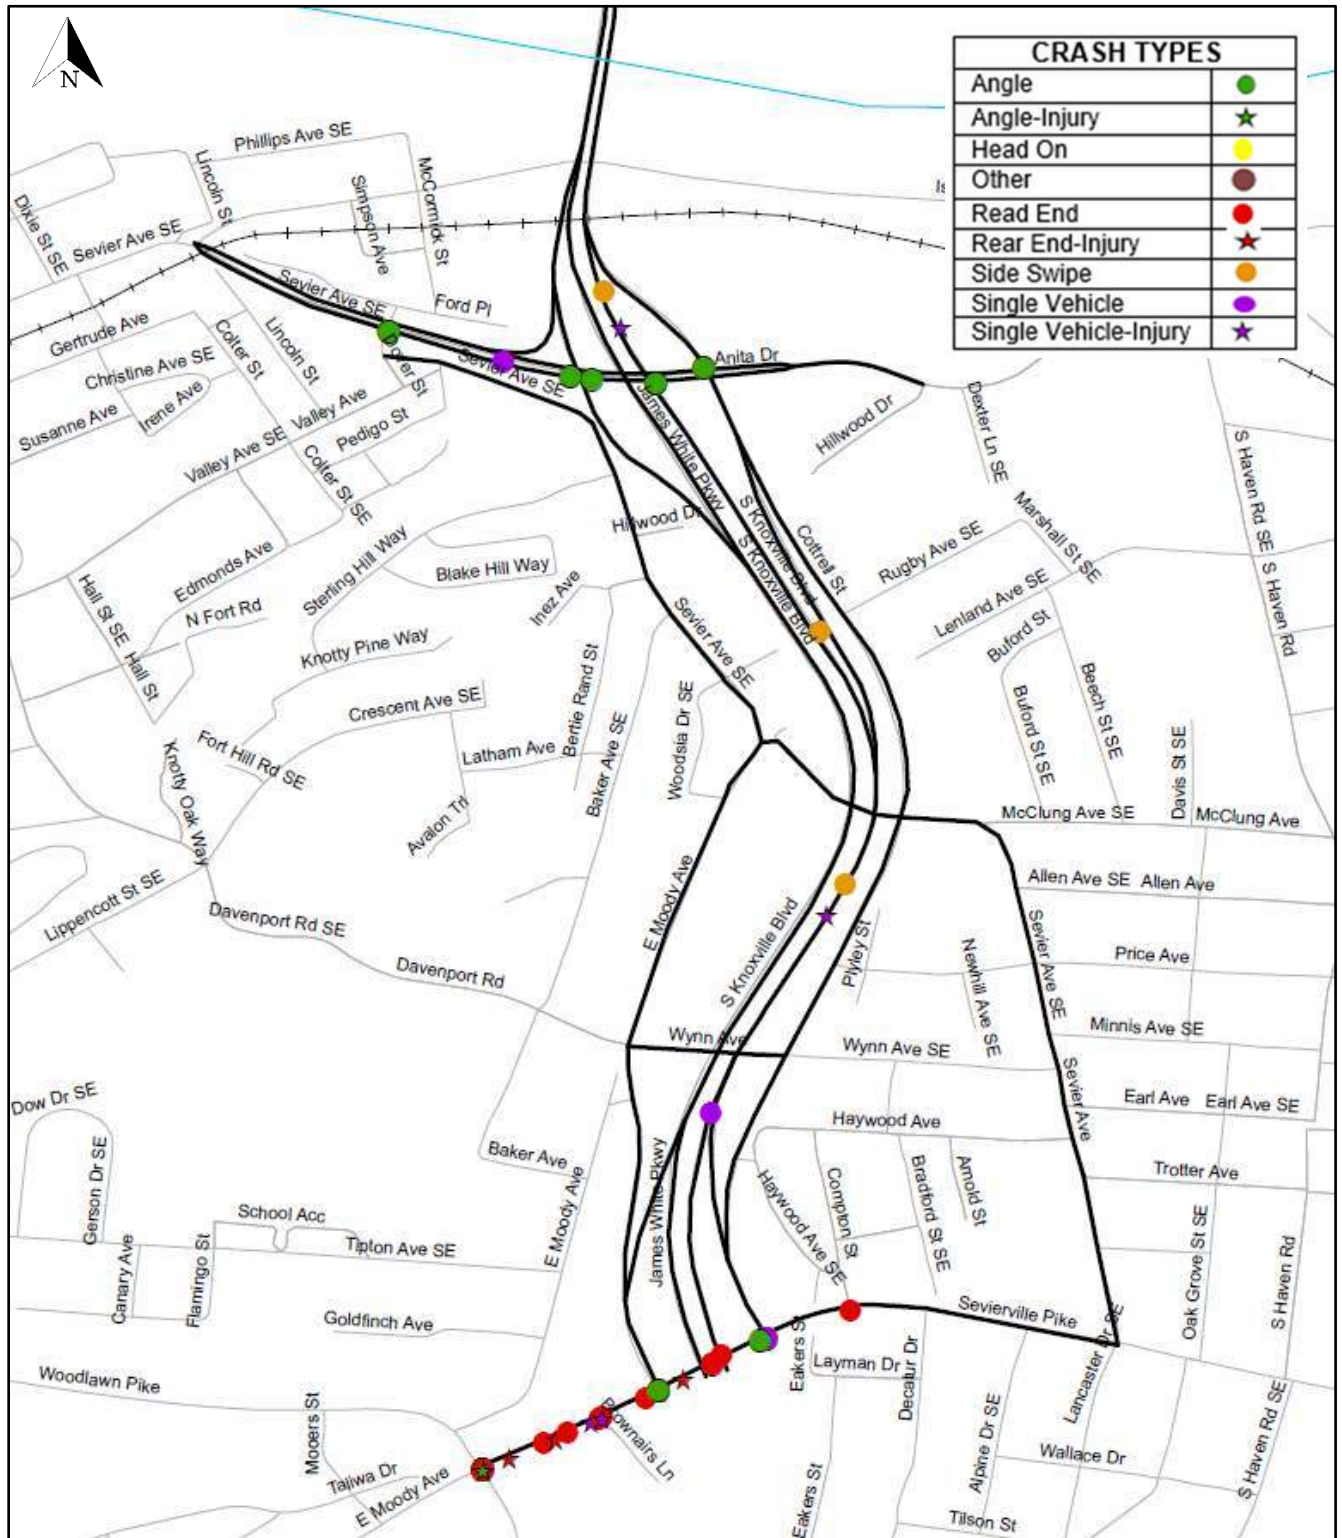 N
CRASH TYPES
Angle
Angle-Injury
Head On
Other
Read End
Rear End-Injury
Side Swipe
Single Vehicle
Single Vehicle-Injury
Phillips Ave SE
Lincoln St
McCormick St
Simpson Ave
Dixie St SE
Sevier Ave SE
Sevier Ave SE
Ford Pl
Gertrude Ave
Colter St
Lincoln St
Sevier Ave SE
Anita Dr
Christine Ave SE
Irene Ave
Valley Ave
Susanne Ave
Pedigo St
Valley Ave SE
Colter St SE
James White Pkwy
Hillwood Dr
Dexter Ln SE
S Haven Rd SE
S Haven Rd
Hillwood Dr
S Knoxville Blvd
S Knoxville Blvd
Cottrell St
Marshall St SE
Rugby Ave SE
Edmonds Ave
Sterling Hill Way
Blake Hill Way
Inez Ave
Lenland Ave SE
Hall St SE
Hall St
N Fort Rd
Knotty Pine Way
Sevier Ave SE
Buford St
Beech St SE
Buford St SE
Crescent Ave SE
Bertie Rand St
Baker Ave SE
Woodsia Dr SE
Davis St SE
Fort Hill Rd SE
Latham Ave
Knotty Oak Way
Avalon Trl
McClung Ave SE
McClung Ave
E Moody Ave
Allen Ave SE
Allen Ave
Lippencott St SE
Davenport Rd SE
S Knoxville Blvd
Plyley St
Sevier Ave SE
Newhill Ave SE
Price Ave
Davenport Rd
Minnis Ave SE
Wynn Ave
Wynn Ave SE
Sevier Ave
Earl Ave
Earl Ave SE
Dow Dr SE
Haywood Ave
Gerson Dr SE
Baker Ave
E Moody Ave
James White Pkwy
Haywood Ave SE
Compton St
Bradford St SE
Arnold St
Trotter Ave
School Acc
Tipton Ave SE
Canary Ave
Flamingo St
Oak Grove St SE
S Haven Rd
Goldfinch Ave
Sevierville Pike
Eakers St
Layman Dr
Decatur Dr
Lancaster Dr SE
Woodlawn Pike
Mooers St
Brownairs Ln
Alpine Dr SE
Wallace Dr
S Haven Rd SE
Taliwa Dr
E Moody Ave
Eakers St
Tilson St